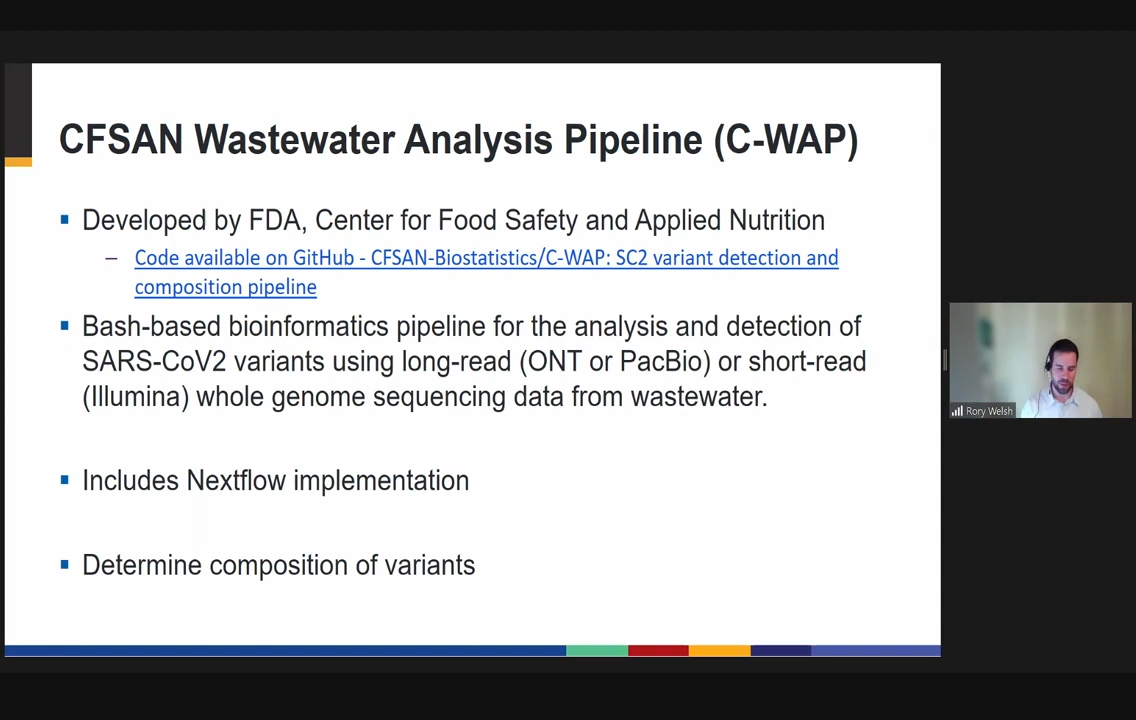 CFSAN Wastewater Analysis Pipeline (C-WAP)
Developed by FDA, Center for Food Safety and Applied Nutrition
– Code available on GitHub - CFSAN-Biostatistics/C-WAP: SC2 variant detection and
composition pipeline
Bash-based bioinformatics pipeline for the analysis and detection of
SARS-CoV2 variants using long-read (ONT or PacBio) or short-read
(Illumina) whole genome sequencing data from wastewater.
Includes Nextflow implementation
Determine composition of variants
Rory Welsh